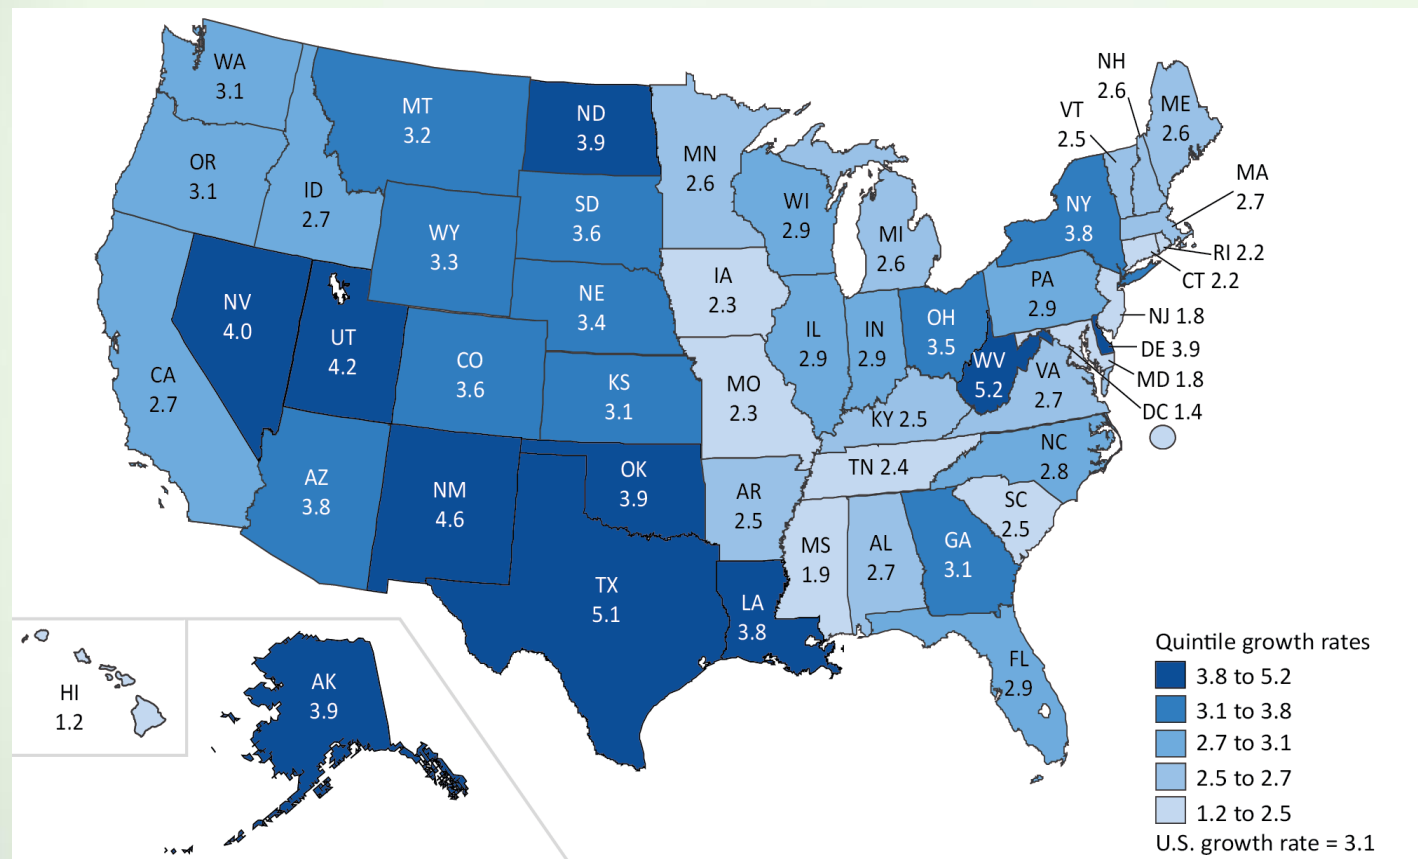 WA
3.1
MT
3.2
ND
3.9
MN
2.6
NH
2.6
VT
2.5
ME
2.6
MA
2.7
OR
3.1
ID
2.7
WY
3.3
SD
3.6
WI
2.9
MI
2.6
NY
3.8
RI 2.2
CT 2.2
NV
4.0
UT
4.2
NE
3.4
IA
2.3
IL
2.9
IN
2.9
OH
3.5
PA
2.9
NJ 1.8
DE 3.9
MD 1.8
DC 1.4
CA
2.7
CO
3.6
KS
3.1
MO
2.3
WV
5.2
VA
2.7
KY 2.5
AZ
3.8
NM
4.6
OK
3.9
AR
2.5
TN 2.4
NC
2.8
SC
2.5
TX
5.1
LA
3.8
MS
1.9
AL
2.7
GA
3.1
FL
2.9
HI
1.2
AK
3.9
Quintile growth rates
3.8 to 5.2
3.1 to 3.8
2.7 to 3.1
2.5 to 2.7
1.2 to 2.5
U.S. growth rate = 3.1